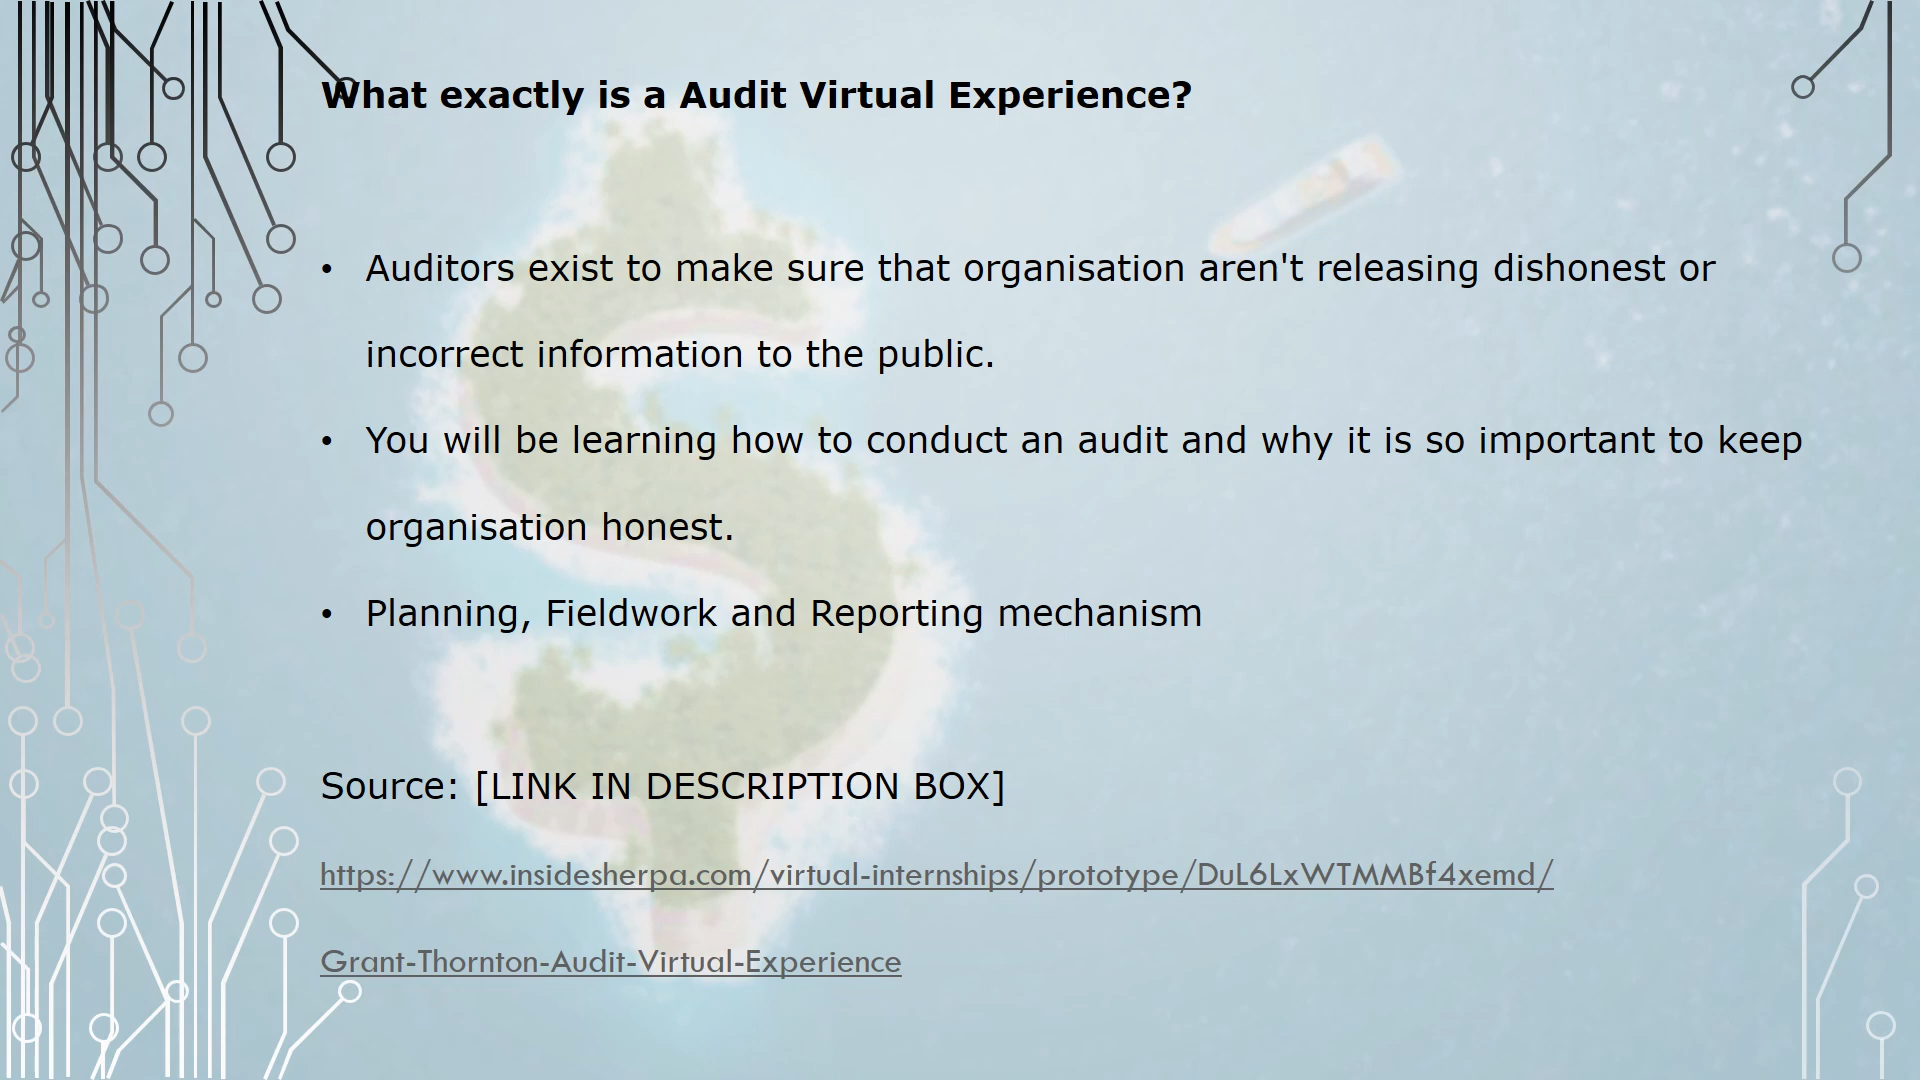 What exactly is a Audit Virtual Experience?
• Auditors exist to make sure that organisation aren't releasing dishonest or
incorrect information to the public.
• You will be learning how to conduct an audit and why it is so important to keep
organisation honest.
• Planning, Fieldwork and Reporting mechanism
Source: [LINK IN DESCRIPTION BOX]
https://www.insidesherpa.com/virtual-internships/prototype/DuL6LxWTMMBf4xemd/
Grant-Thornton-Audit-Virtual-Experience